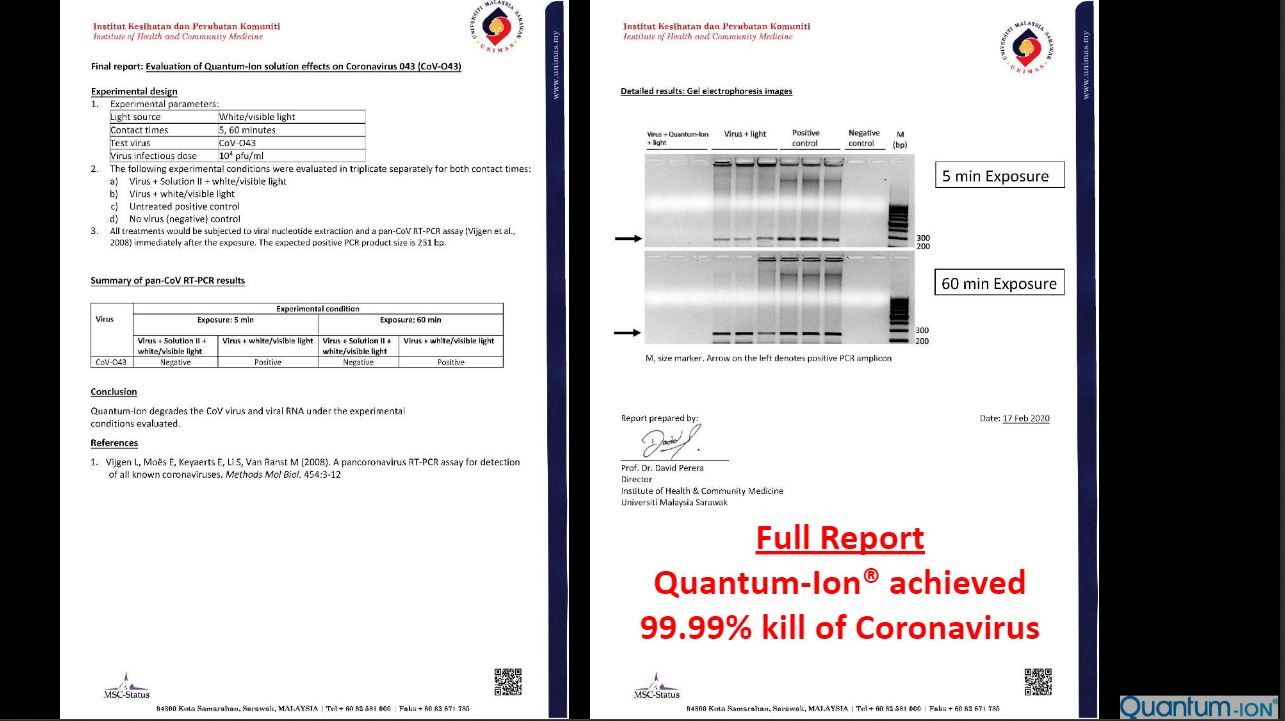 Institut Kesihatan dan Perubatan Komuniti
Institute of Health and Community Medicine
UNIVERSITI MALAYSIA SARAWAK
UNIMAS
www.unimas.my
Final report: Evaluation of Quantum-Ion solution effects on Coronavirus 043 (CoV-O43)
Experimental design
1. Experimental parameters:
Light source White/visible light
Contact times 5, 60 minutes
Test virus CoV-O43
Virus infectious dose 10⁴ pfu/ml
2. The following experimental conditions were evaluated in triplicate separately for both contact times:
a) Virus + Solution II + white/visible light
b) Virus + white/visible light
c) Untreated positive control
d) No virus (negative) control
3. All treatments would be subjected to viral nucleotide extraction and a pan-CoV RT-PCR assay (Vijgen et al.,
2008) immediately after the exposure. The expected positive PCR product size is 251 bp.
Summary of pan-CoV RT-PCR results
Virus
Experimental condition
Exposure: 5 min Exposure: 60 min
Virus + Solution II + white/visible light
Virus + white/visible light
Virus + Solution II + white/visible light
Virus + white/visible light
CoV-O43 Negative Positive Negative Positive
Conclusion
Quantum-Ion degrades the CoV virus and viral RNA under the experimental
conditions evaluated.
References
1. Vijgen L, Moës E, Keyaerts E, Li S, Van Ranst M (2008). A pancoronavirus RT-PCR assay for detection
of all known coronaviruses. Methods Mol Biol. 454:3-12
MSC-Status
94300 Kota Samarahan, Sarawak, MALAYSIA | Tel + 60 82 581 000 | Faks + 60 82 671 785
Institut Kesihatan dan Perubatan Komuniti
Institute of Health and Community Medicine
UNIVERSITI MALAYSIA SARAWAK
UNIMAS
www.unimas.my
Detailed results: Gel electrophoresis images
Virus + Quantum-Ion + light
Virus + light
Positive control
Negative control
M (bp)
5 min Exposure
300
200
60 min Exposure
300
200
M, size marker. Arrow on the left denotes positive PCR amplicon
Report prepared by: Date: 17 Feb 2020
David
Prof. Dr. David Perera
Director
Institute of Health & Community Medicine
Universiti Malaysia Sarawak
Full Report
Quantum-Ion® achieved
99.99% kill of Coronavirus
MSC-Status
94300 Kota Samarahan, Sarawak, MALAYSIA | Tel + 60 82 581 000 | Faks + 60 82 671 785
Quantum-ION®